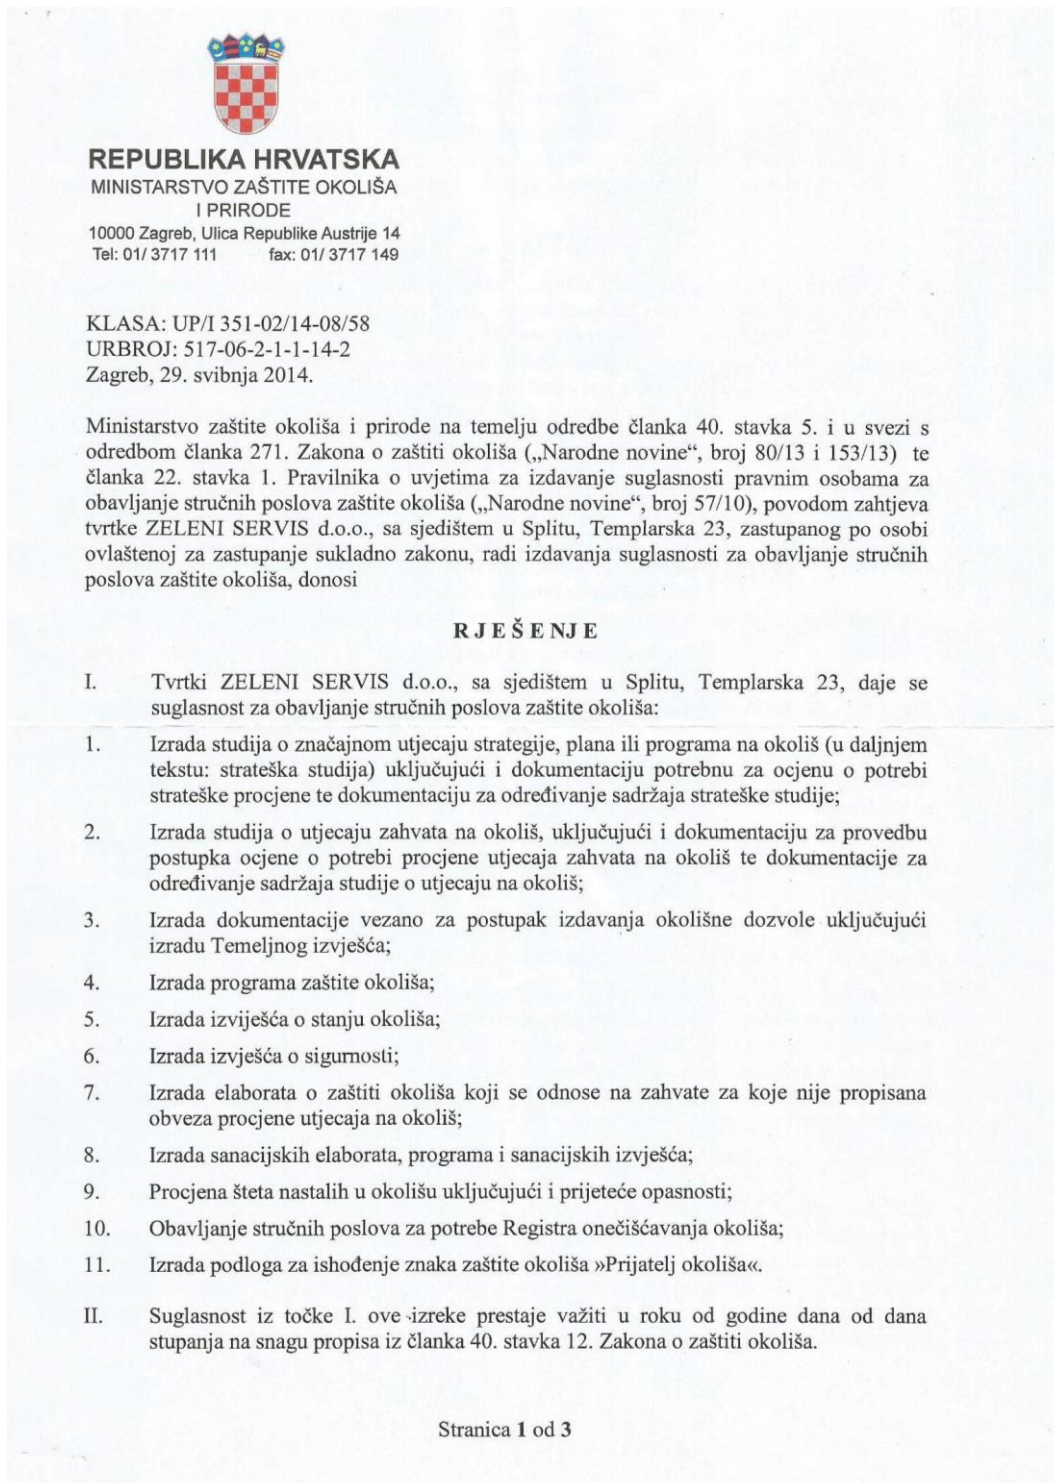 REPUBLIKA HRVATSKA
MINISTARSTVO ZAŠTITE OKOLIŠA
I PRIRODE
10000 Zagreb, Ulica Republike Austrije 14
Tel: 01/ 3717 111 fax: 01/ 3717 149
KLASA: UP/I 351-02/14-08/58
URBROJ: 517-06-2-1-1-14-2
Zagreb, 29. svibnja 2014.
Ministarstvo zaštite okoliša i prirode na temelju odredbe članka 40. stavka 5. i u svezi s
odredbom članka 271. Zakona o zaštiti okoliša („Narodne novine“, broj 80/13 i 153/13) te
članka 22. stavka 1. Pravilnika o uvjetima za izdavanje suglasnosti pravnim osobama za
obavljanje stručnih poslova zaštite okoliša („Narodne novine“, broj 57/10), povodom zahtjeva
tvrtke ZELENI SERVIS d.o.o., sa sjedištem u Splitu, Templarska 23, zastupanog po osobi
ovlaštenoj za zastupanje sukladno zakonu, radi izdavanja suglasnosti za obavljanje stručnih
poslova zaštite okoliša, donosi
R J E Š E NJ E
I. Tvrtki ZELENI SERVIS d.o.o., sa sjedištem u Splitu, Templarska 23, daje se
suglasnost za obavljanje stručnih poslova zaštite okoliša:
1. Izrada studija o značajnom utjecaju strategije, plana ili programa na okoliš (u daljnjem
tekstu: strateška studija) uključujući i dokumentaciju potrebnu za ocjenu o potrebi
strateške procjene te dokumentaciju za određivanje sadržaja strateške studije;
2. Izrada studija o utjecaju zahvata na okoliš, uključujući i dokumentaciju za provedbu
postupka ocjene o potrebi procjene utjecaja zahvata na okoliš te dokumentacije za
određivanje sadržaja studije o utjecaju na okoliš;
3. Izrada dokumentacije vezano za postupak izdavanja okolišne dozvole uključujući
izradu Temeljnog izvješća;
4. Izrada programa zaštite okoliša;
5. Izrada izviješća o stanju okoliša;
6. Izrada izvješća o sigurnosti;
7. Izrada elaborata o zaštiti okoliša koji se odnose na zahvate za koje nije propisana
obveza procjene utjecaja na okoliš;
8. Izrada sanacijskih elaborata, programa i sanacijskih izvješća;
9. Procjena šteta nastalih u okolišu uključujući i prijeteće opasnosti;
10. Obavljanje stručnih poslova za potrebe Registra onečišćavanja okoliša;
11. Izrada podloga za ishođenje znaka zaštite okoliša »Prijatelj okoliša«.
II. Suglasnost iz točke I. ove izreke prestaje važiti u roku od godine dana od dana
stupanja na snagu propisa iz članka 40. stavka 12. Zakona o zaštiti okoliša.
Stranica 1 od 3